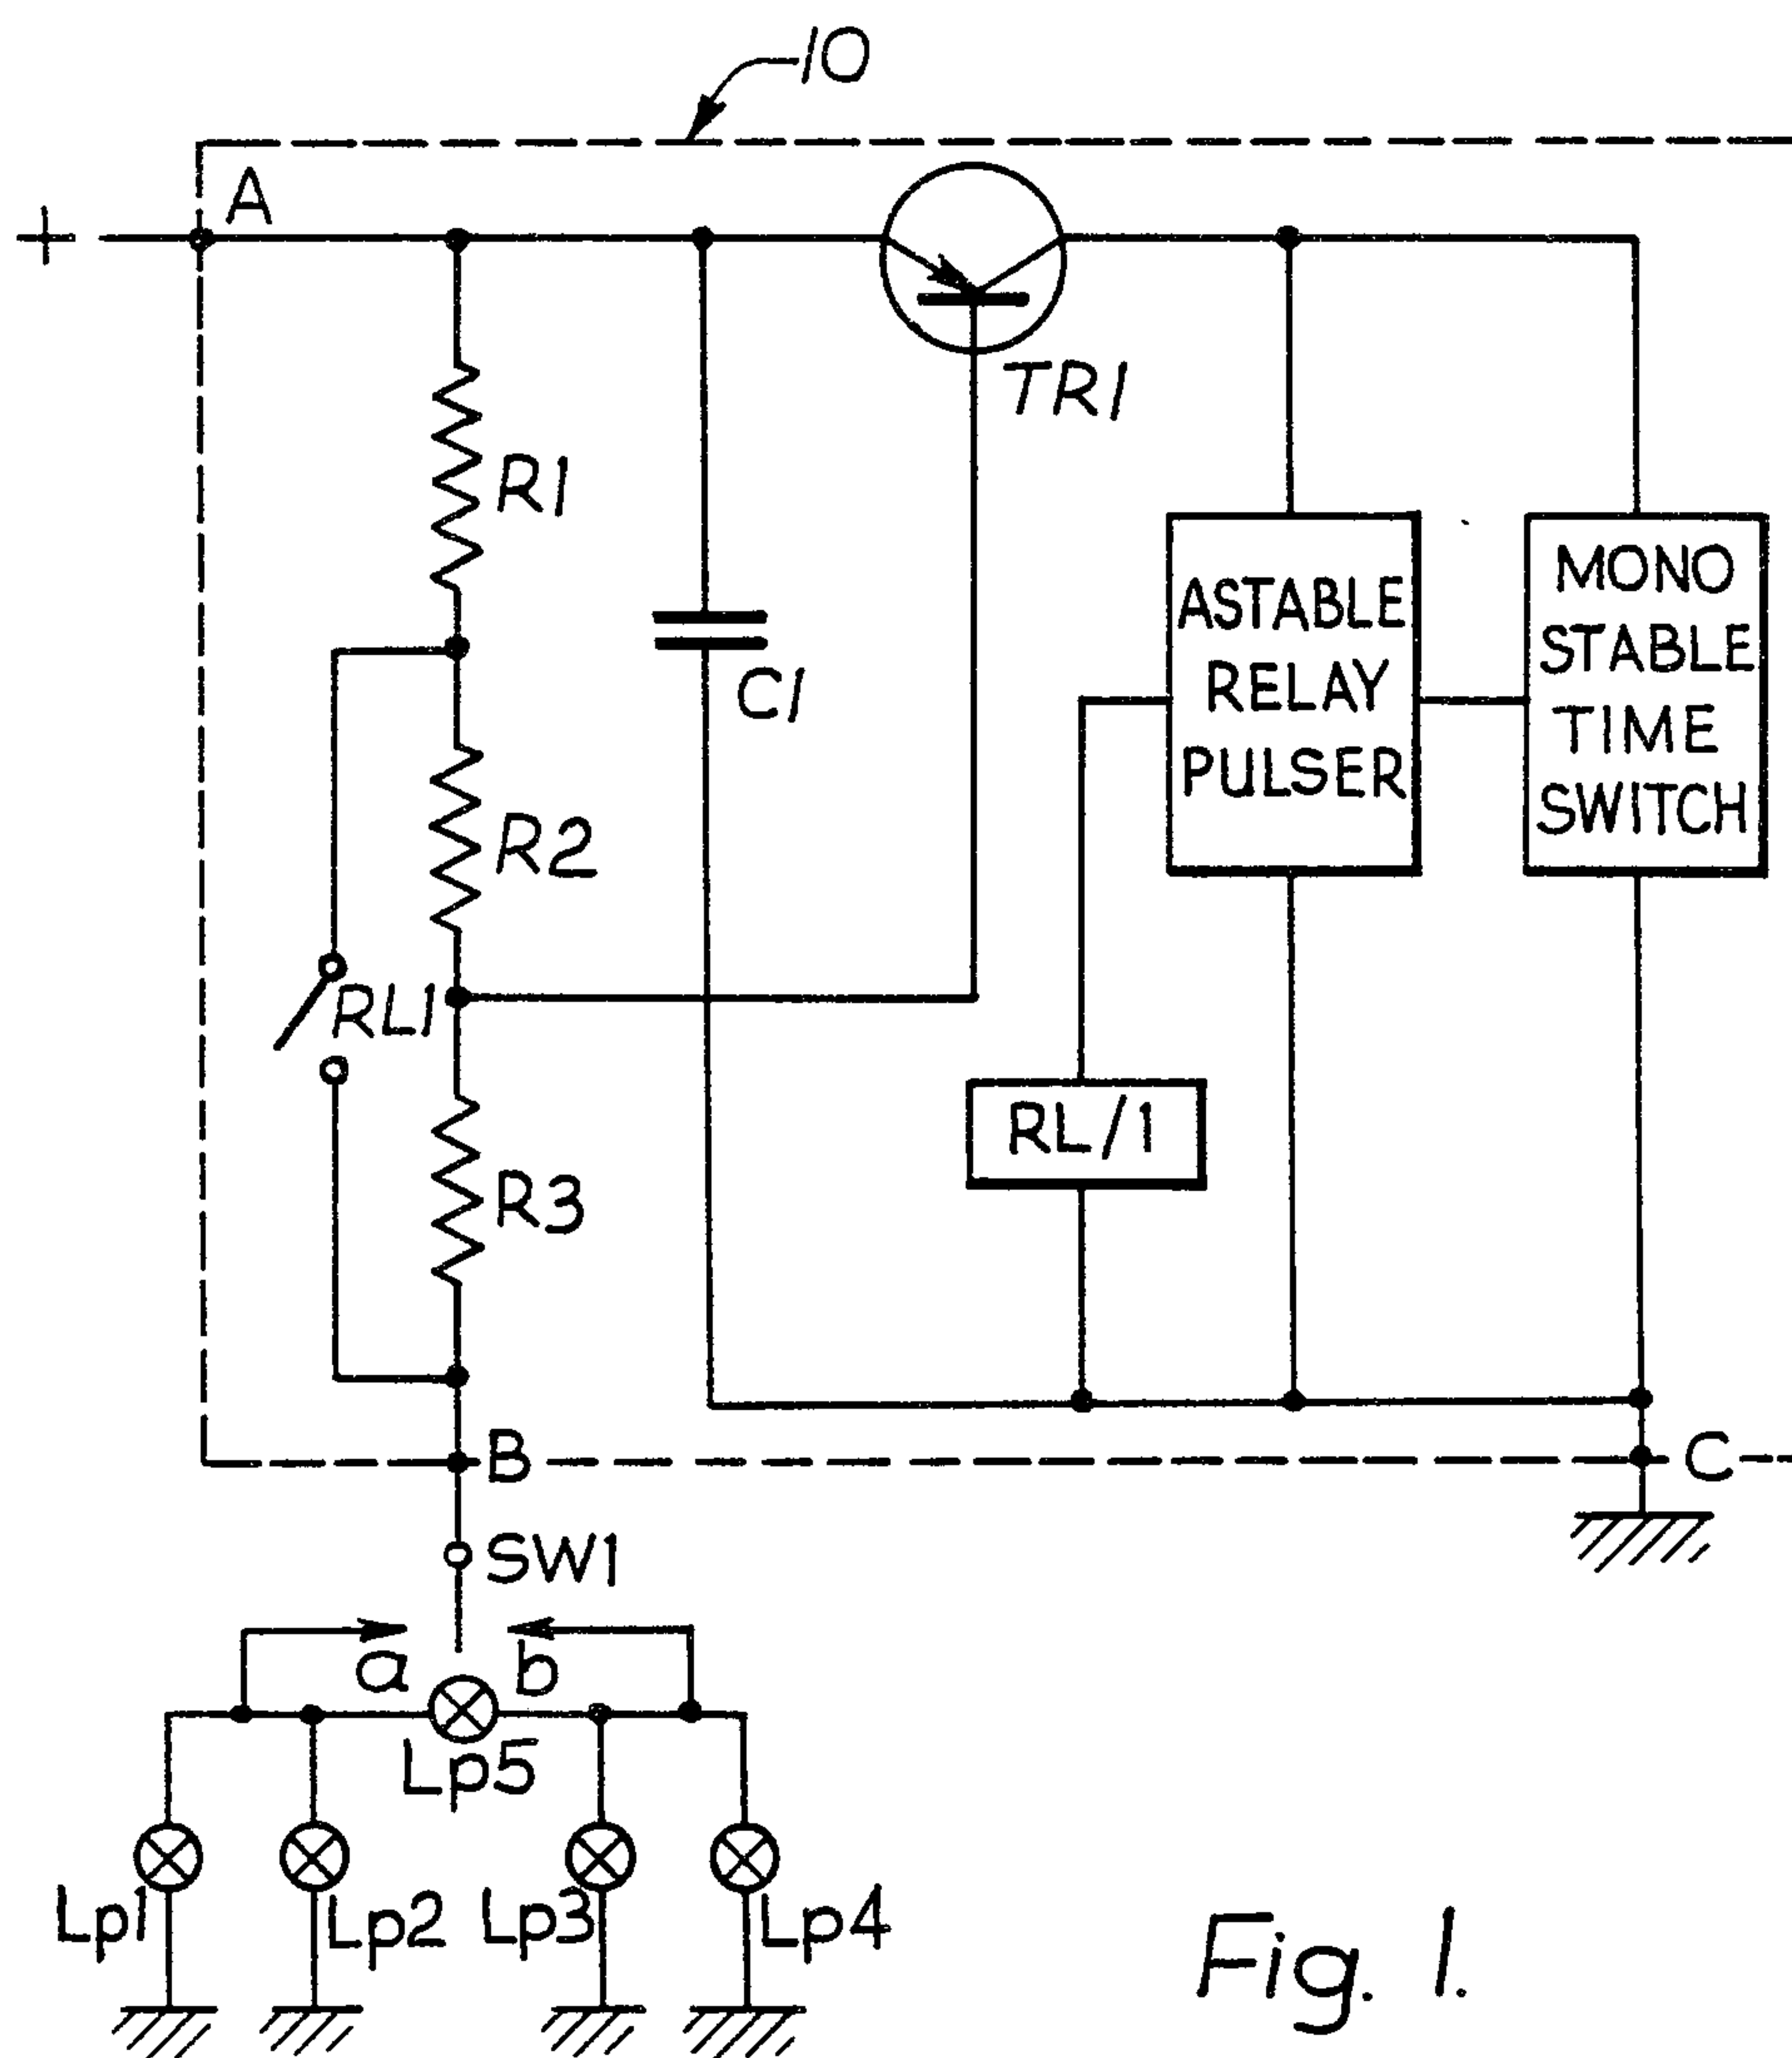 10
A
+
TR1
R1
ASTABLE
RELAY
PULSER
MONO
STABLE
TIME
SWITCH
C1
R2
RL1
RL/1
R3
B
C
SW1
a
b
Lp5
Lp1
Lp2
Lp3
Lp4
Fig. 1.